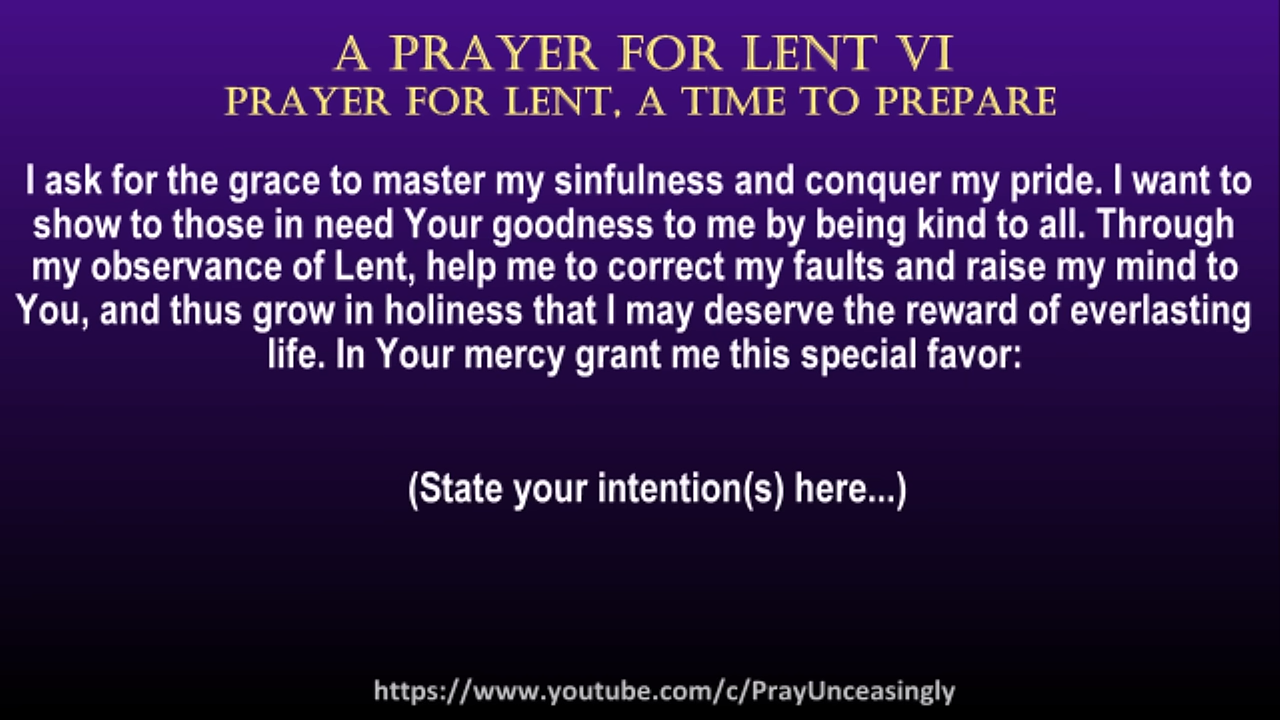 A PRAYER FOR LENT VI
PRAYER FOR LENT, A TIME TO PREPARE
I ask for the grace to master my sinfulness and conquer my pride. I want to
show to those in need Your goodness to me by being kind to all. Through
my observance of Lent, help me to correct my faults and raise my mind to
You, and thus grow in holiness that I may deserve the reward of everlasting
life. In Your mercy grant me this special favor:
(State your intention(s) here...)
https://www.youtube.com/c/PrayUnceasingly